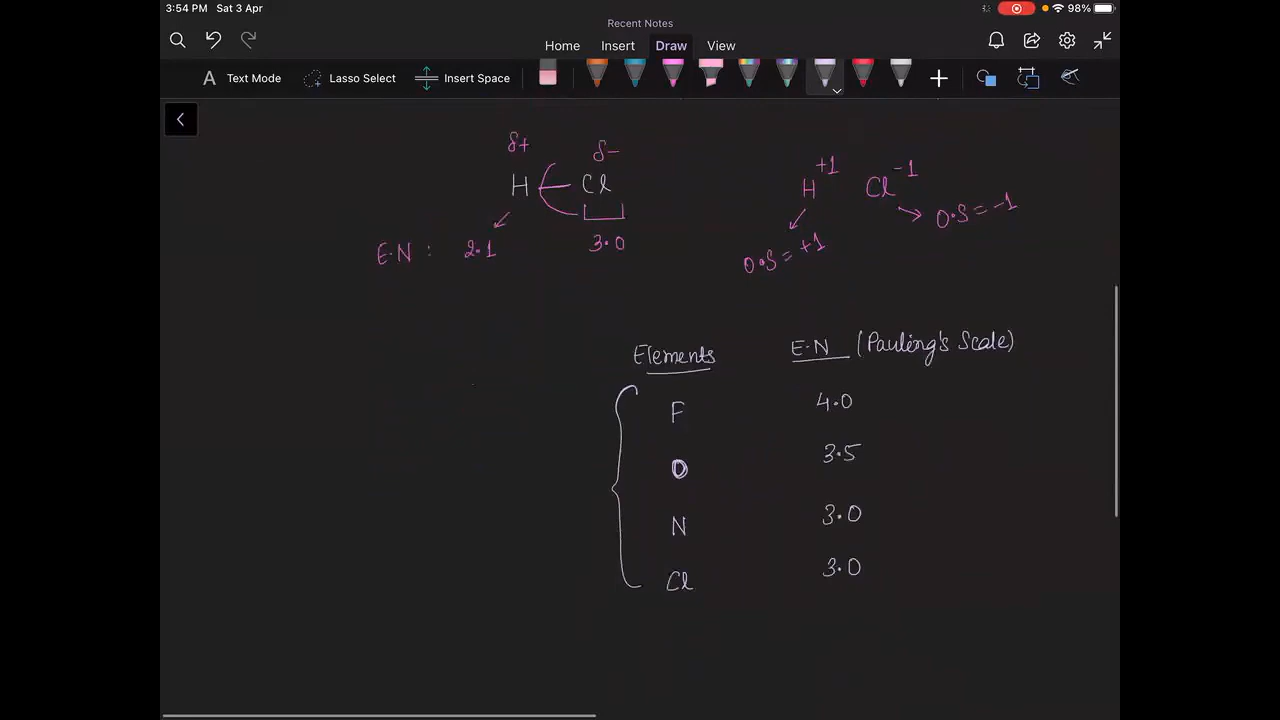 3:54 PM Sat 3 Apr
98%
Recent Notes
Home Insert Draw View
A Text Mode Lasso Select Insert Space
δ+ δ−
H Cl
E·N : 2·1 3·0
H+1 Cl−1
O·S = +1 O·S = −1
Elements E·N (Pauling's Scale)
F 4·0
O 3·5
N 3·0
Cl 3·0